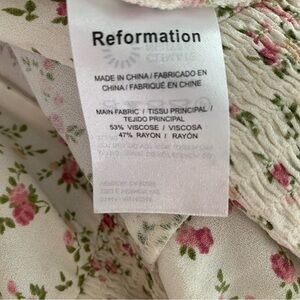 Reformation
MADE IN CHINA / FABRICADO EN
CHINA / FABRIQUÉ EN CHINE
MAIN FABRIC / TISSU PRINCIPAL /
TEJIDO PRINCIPAL
53% VISCOSE / VISCOSA
47% RAYON / RAYÓN